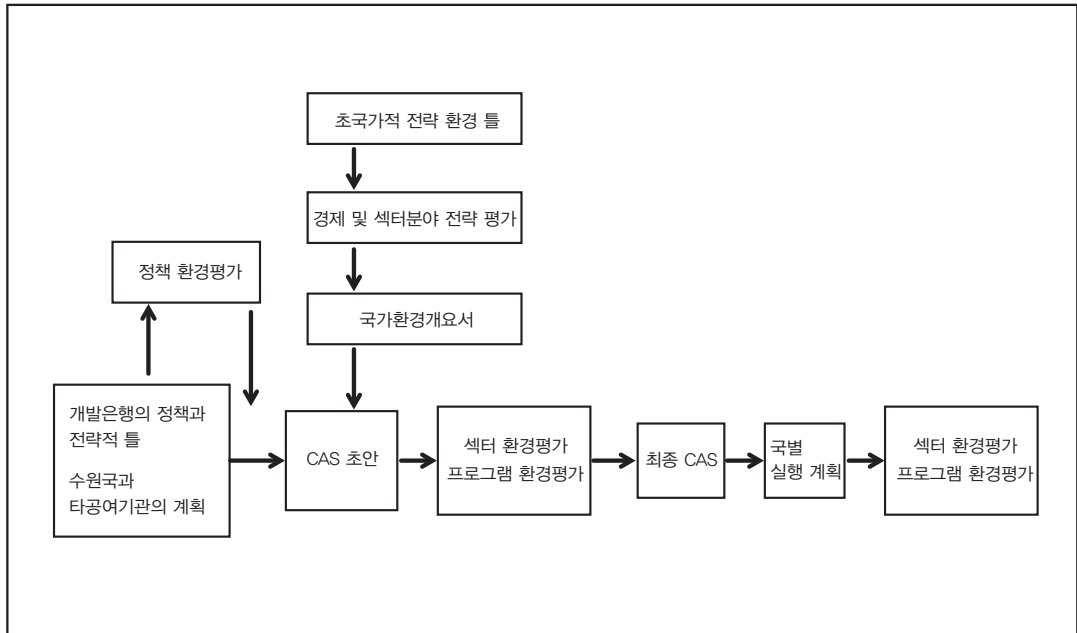 초국가적 전략 환경 틀
경제 및 섹터분야 전략 평가
정책 환경평가
국가환경개요서
개발은행의 정책과
전략적 틀
수원국과
타공여기관의 계획
CAS 초안
섹터 환경평가
프로그램 환경평가
최종 CAS
국별
실행 계획
섹터 환경평가
프로그램 환경평가